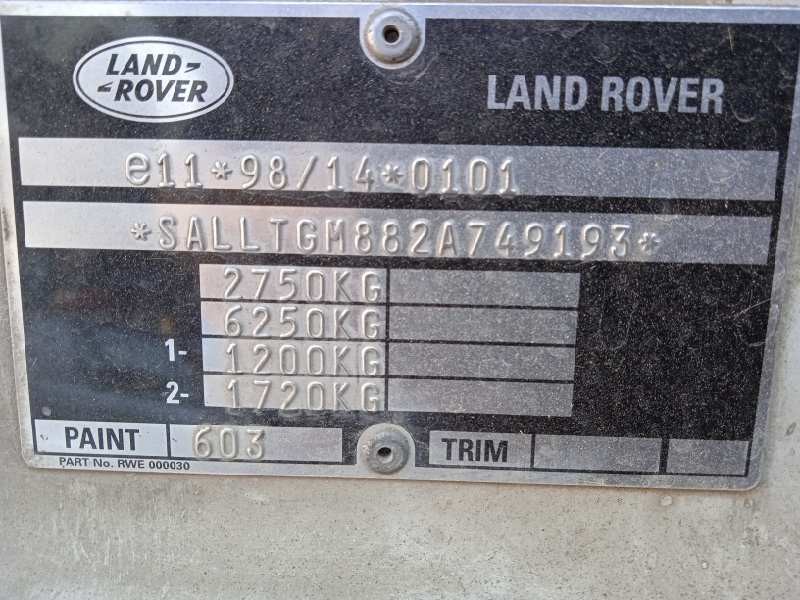 LAND-
-ROVER
LAND ROVER
e11*98/14*0101
*SALLTGM882A749193*
2750KG
6250KG
1- 1200KG
2- 1720KG
PAINT 603 TRIM
PART No. RWE 000030